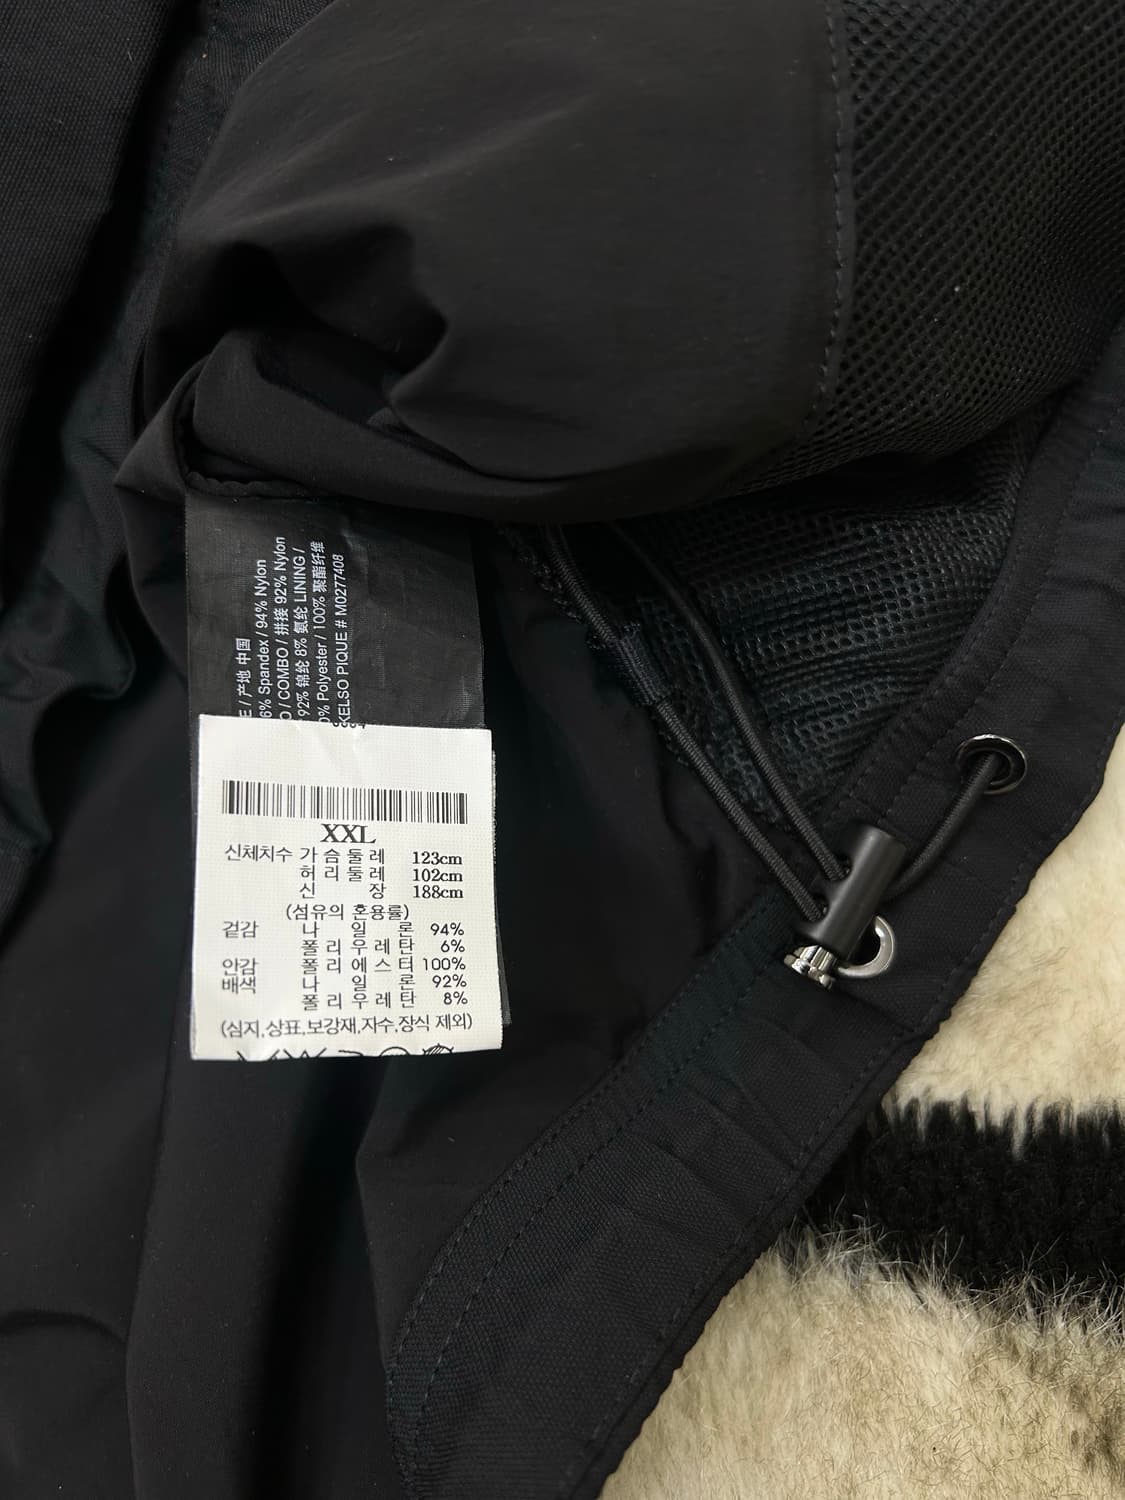 E / 产地 中国
6% Spandex / 94% Nylon
O / COMBO / 拼接 92% Nylon
92% 锦纶 8% 氨纶 LINING /
0% Polyester / 100% 聚酯纤维
KELSO PIQUE # M0277408
XXL
신체치수 가슴둘레 123cm
허리둘레 102cm
신 장 188cm
(섬유의 혼용률)
겉감 나 일 론 94%
폴리우레탄 6%
안감 폴리에스터 100%
배색 나 일 론 92%
폴리우레탄 8%
(심지,상표,보강재,자수,장식 제외)